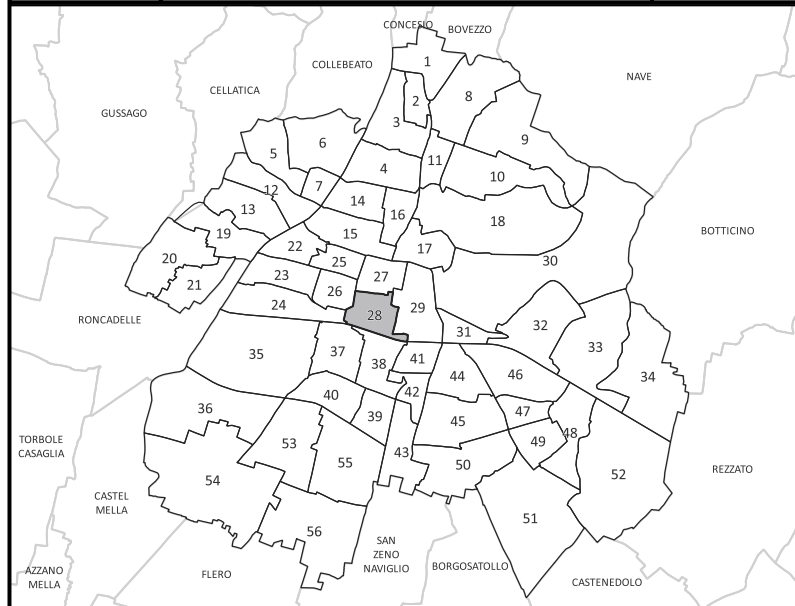 CONCESIO
BOVEZZO
COLLEBEATO
NAVE
CELLATICA
GUSSAGO
1
2
8
3
9
6
5
11
4
10
7
12
14
13
16
18
15
19
17
BOTTICINO
22
20
25
30
23
27
21
26
24
29
28
RONCADELLE
31
32
33
37
35
41
38
44
46
34
40
42
36
39
47
45
48
TORBOLE
CASAGLIA
53
49
43
55
50
REZZATO
52
54
CASTEL
MELLA
51
56
SAN
ZENO
NAVIGLIO
BORGOSATOLLO
AZZANO
MELLA
FLERO
CASTENEDOLO